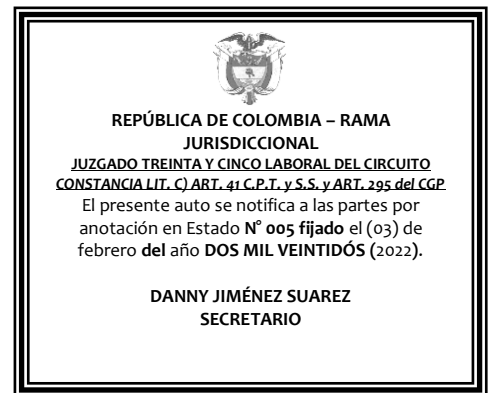 REPÚBLICA DE COLOMBIA – RAMA
JURISDICCIONAL
JUZGADO TREINTA Y CINCO LABORAL DEL CIRCUITO
CONSTANCIA LIT. C) ART. 41 C.P.T. y S.S. y ART. 295 del CGP
El presente auto se notifica a las partes por
anotación en Estado N° 005 fijado el (03) de
febrero del año DOS MIL VEINTIDÓS (2022).
DANNY JIMÉNEZ SUAREZ
SECRETARIO